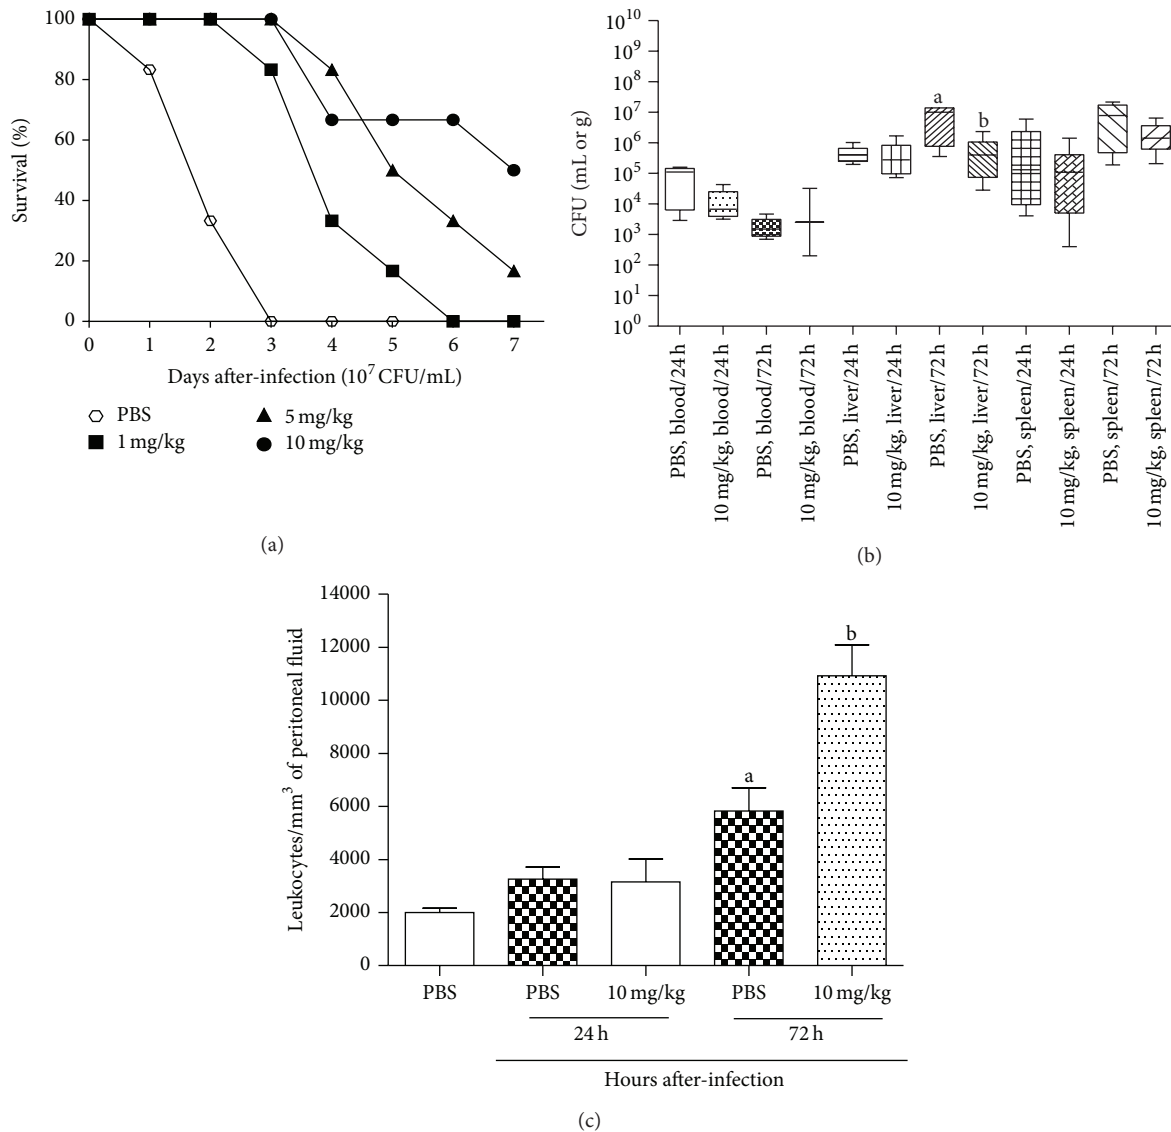 100
80
60
40
20
0
Survival (%)
0 1 2 3 4 5 6 7
Days after-infection (10⁷ CFU/mL)
PBS
1 mg/kg
5 mg/kg
10 mg/kg
(a)
10¹⁰
10⁹
10⁸
10⁷
10⁶
10⁵
10⁴
10³
10²
10¹
10⁰
CFU (mL or g)
a
b
PBS, blood/24 h
10 mg/kg, blood/24 h
PBS, blood/72 h
10 mg/kg, blood/72 h
PBS, liver/24 h
10 mg/kg, liver/24 h
PBS, liver/72 h
10 mg/kg, liver/72 h
PBS, spleen/24 h
10 mg/kg, spleen/24 h
PBS, spleen/72 h
10 mg/kg, spleen/72 h
(b)
14000
12000
10000
8000
6000
4000
2000
0
Leukocytes/mm³ of peritoneal fluid
a
b
PBS PBS 10 mg/kg PBS 10 mg/kg
24 h 72 h
Hours after-infection
(c)